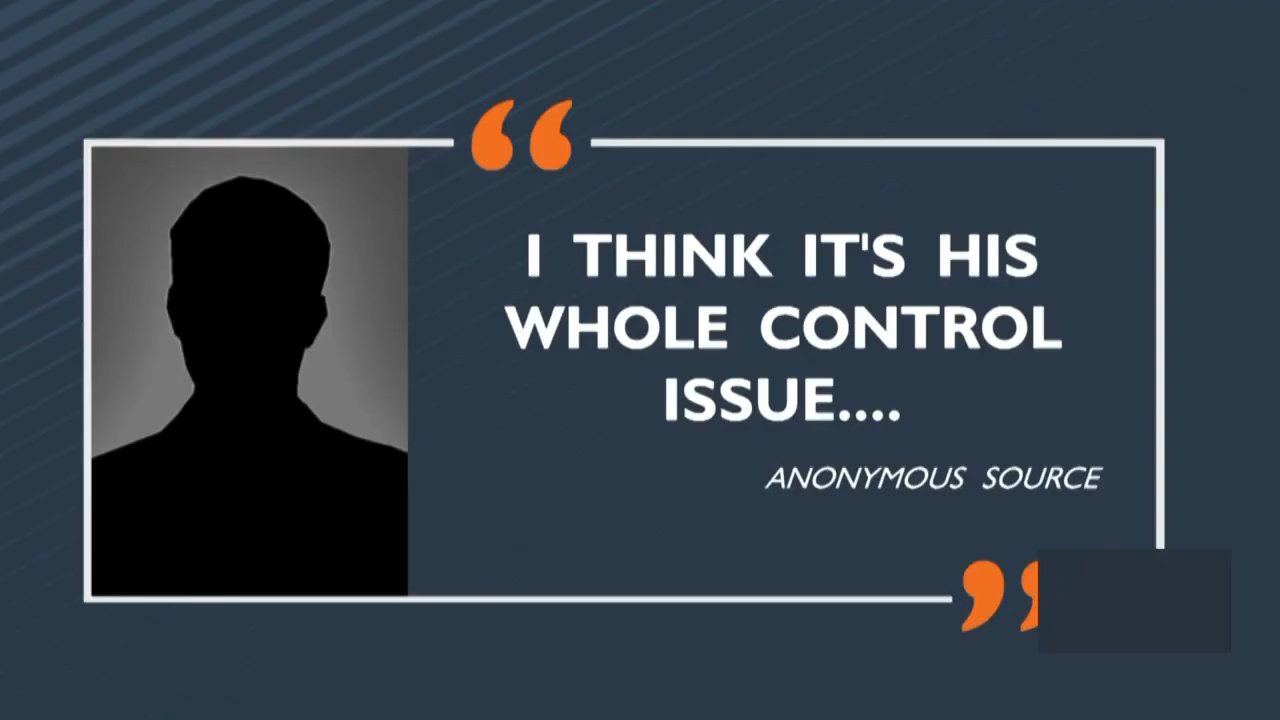 “
I THINK IT'S HIS
WHOLE CONTROL
ISSUE....
ANONYMOUS SOURCE
”